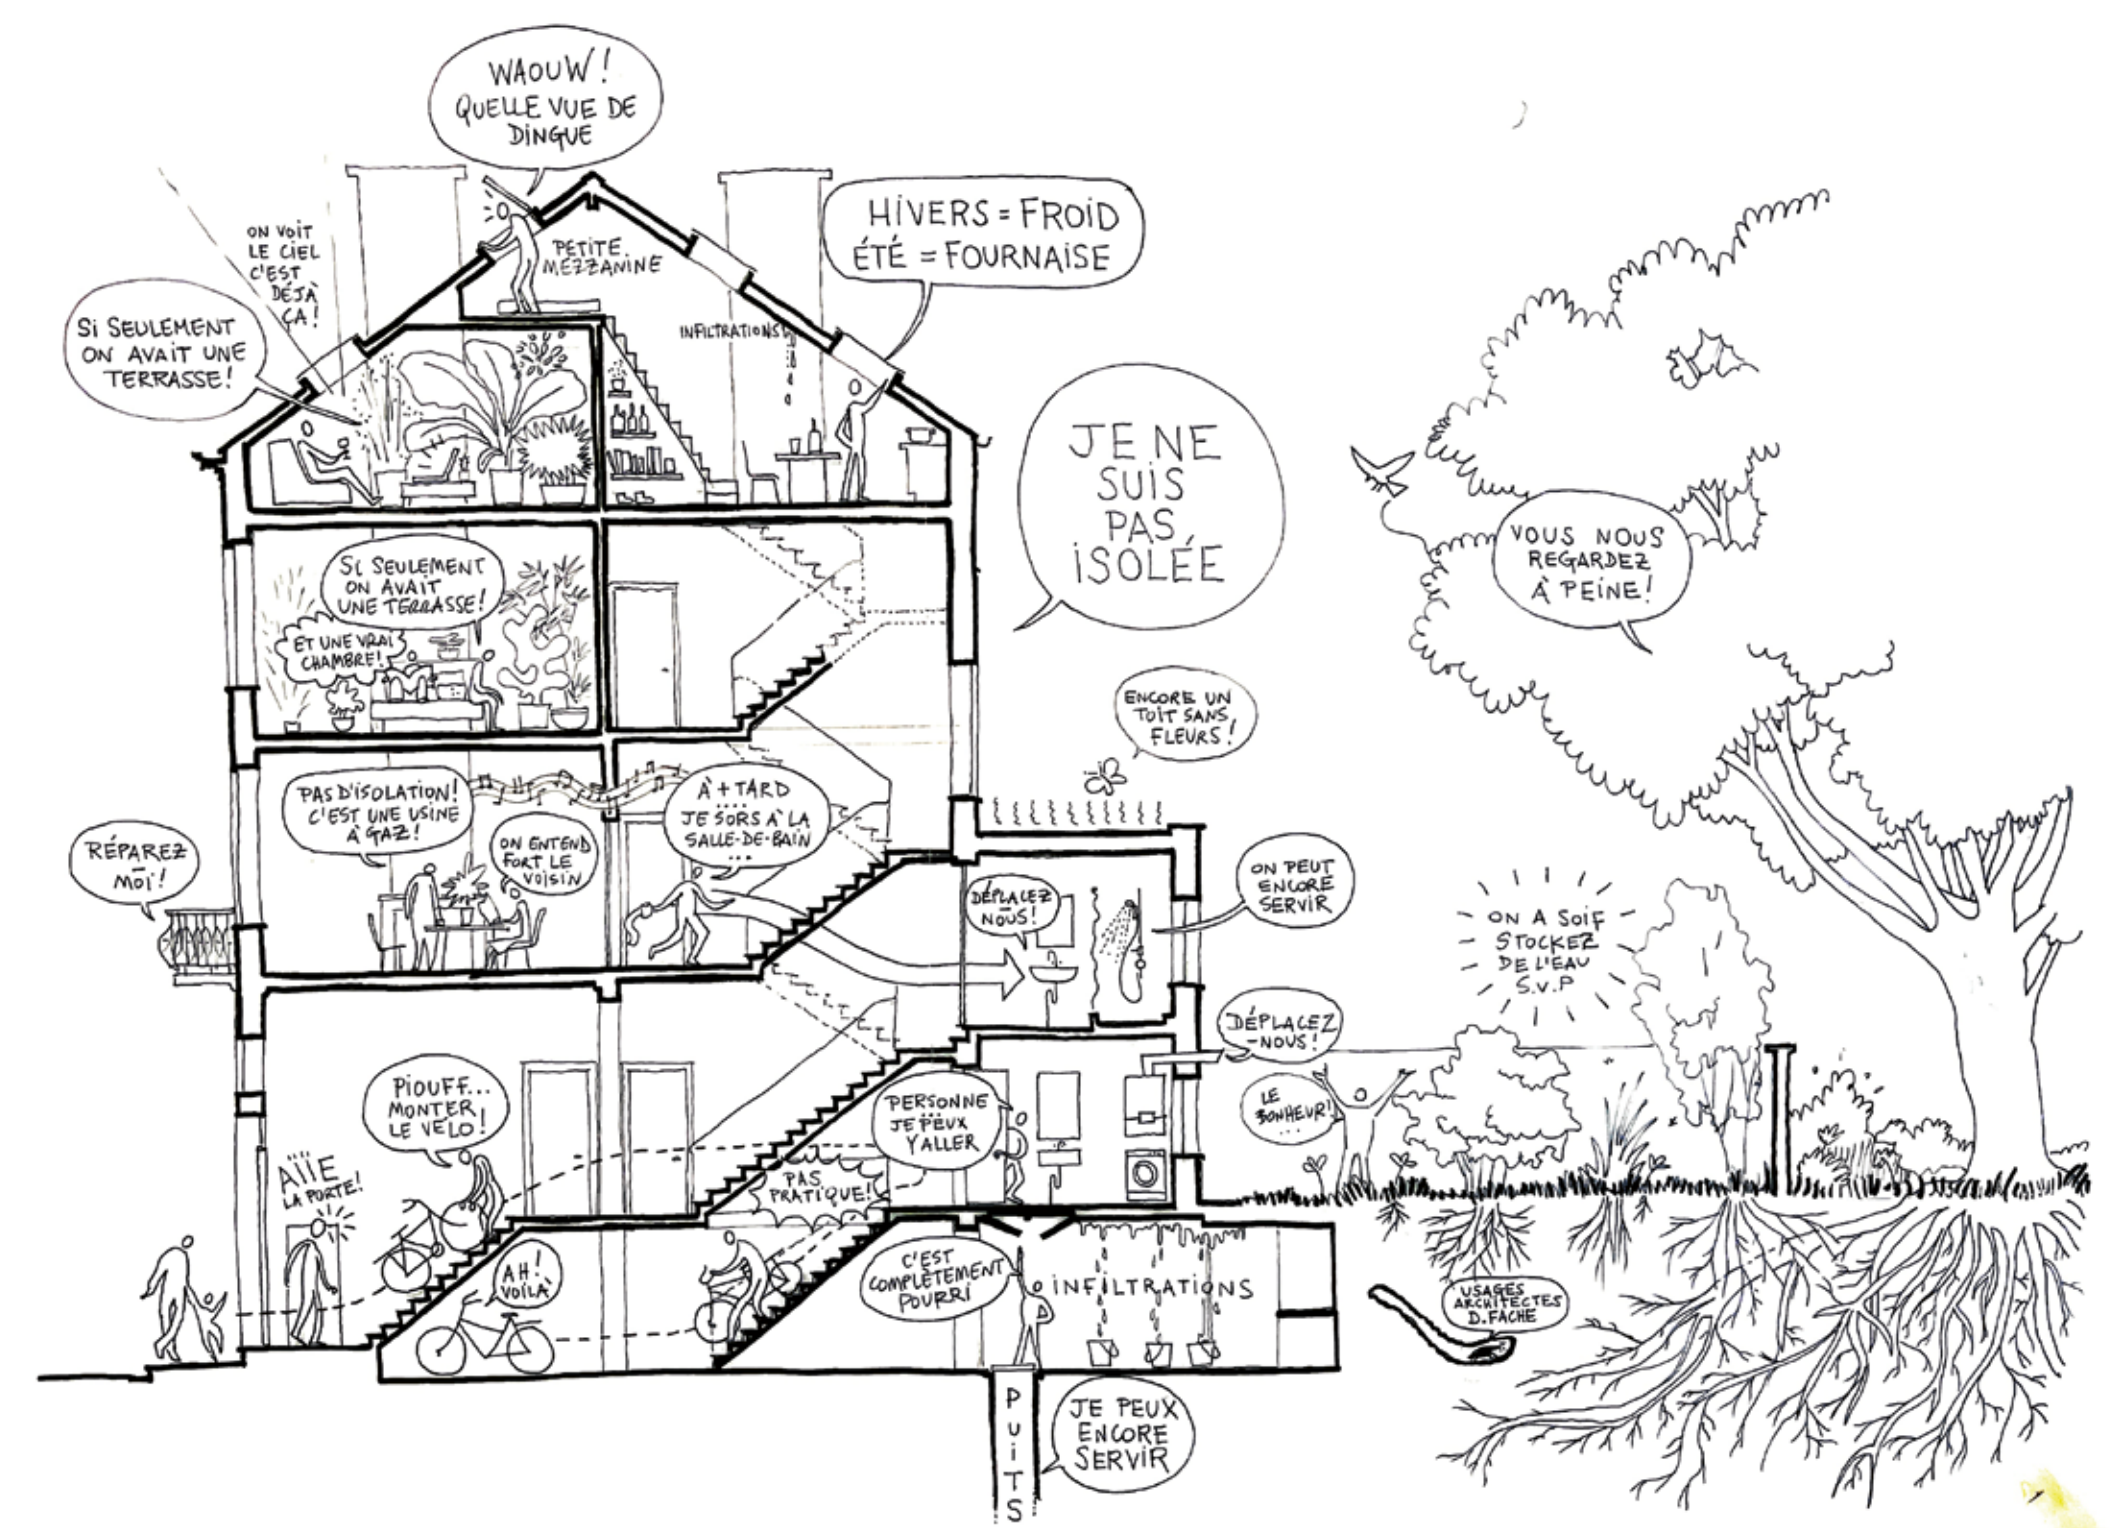 WAOUW!
QUELLE VUE DE
DINGUE
ON VOIT
LE CIEL
C'EST
DÉJÀ
ÇA!
PETITE
MEZZANINE
HIVERS = FROID
ÉTÉ = FOURNAISE
SI SEULEMENT
ON AVAIT UNE
TERRASSE!
INFILTRATIONS
JE NE
SUIS
PAS
ISOLÉE
VOUS NOUS
REGARDEZ
À PEINE!
SI SEULEMENT
ON AVAIT
UNE TERRASSE!
ET UNE VRAI
CHAMBRE!
ENCORE UN
TOIT SANS
FLEURS!
PAS D'ISOLATION!
C'EST UNE USINE
À GAZ!
ON ENTEND
FORT LE
VOISIN
À + TARD
....
JE SORS À LA
SALLE-DE-BAIN
...
RÉPAREZ
-
MOI!
DÉPLACEZ
-
NOUS!
ON PEUT
ENCORE
SERVIR
ON A SOIF
STOCKEZ
DE L'EAU
S.V.P
DÉPLACEZ
-NOUS!
PIOUFF...
MONTER
LE VELO!
PERSONNE
...
JE PEUX
Y ALLER
LE
BONHEUR!
...
AÏÏE
LA PORTE!
PAS
PRATIQUE!
AH!
VOILÀ
C'EST
COMPLÈTEMENT
POURRI
INFILTRATIONS
USAGES
ARCHITECTES
D. FACHE
PUITS
JE PEUX
ENCORE
SERVIR